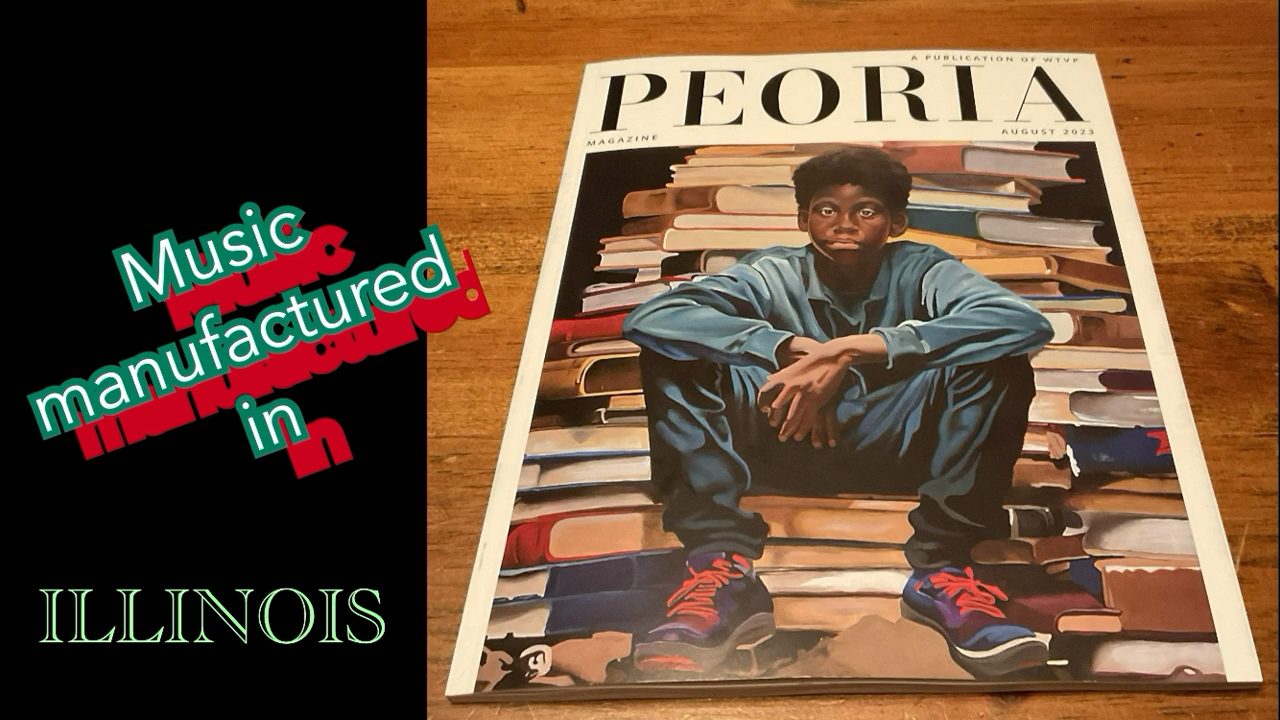 Music
manufactured
in
ILLINOIS
A PUBLICATION OF WTVP
PEORIA
MAGAZINE
AUGUST 2023